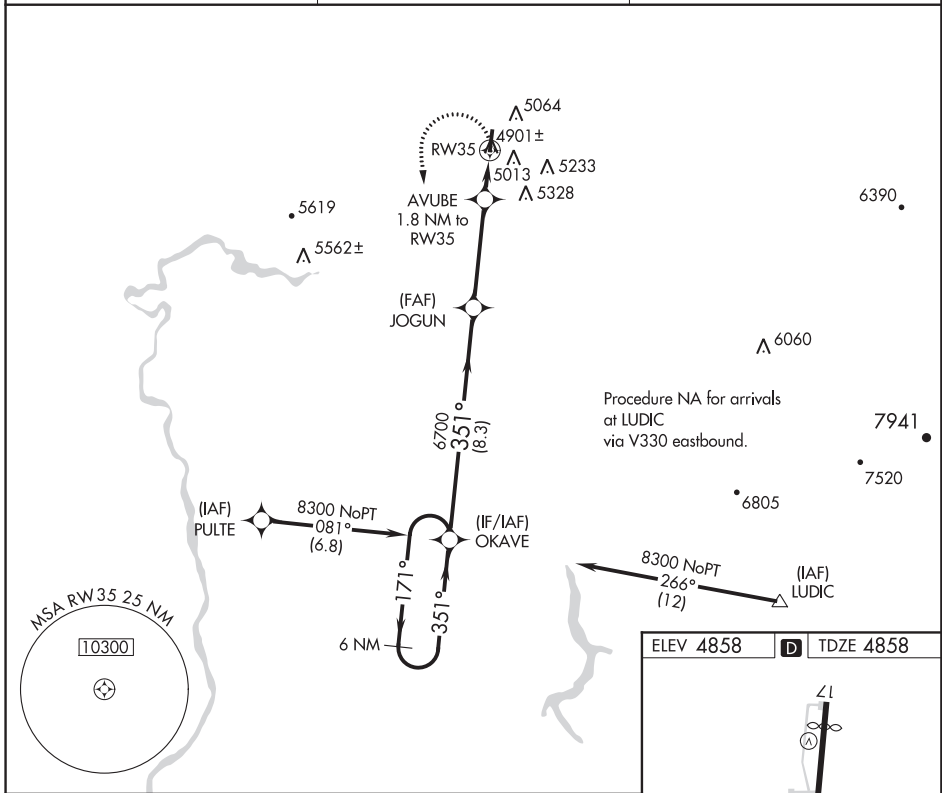 5064
4901±
RW35
5013
5233
5328
AVUBE
1.8 NM to
RW35
6390
5619
5562±
(FAF)
JOGUN
6060
Procedure NA for arrivals
at LUDIC
via V330 eastbound.
6700
351°
(8.3)
7941
7520
6805
(IAF)
PULTE
8300 NoPT
081°
(6.8)
(IF/IAF)
OKAVE
8300 NoPT
266°
(12)
(IAF)
LUDIC
171°
351°
6 NM
MSA RW35 25 NM
10300
ELEV 4858
D
TDZE 4858
17
V